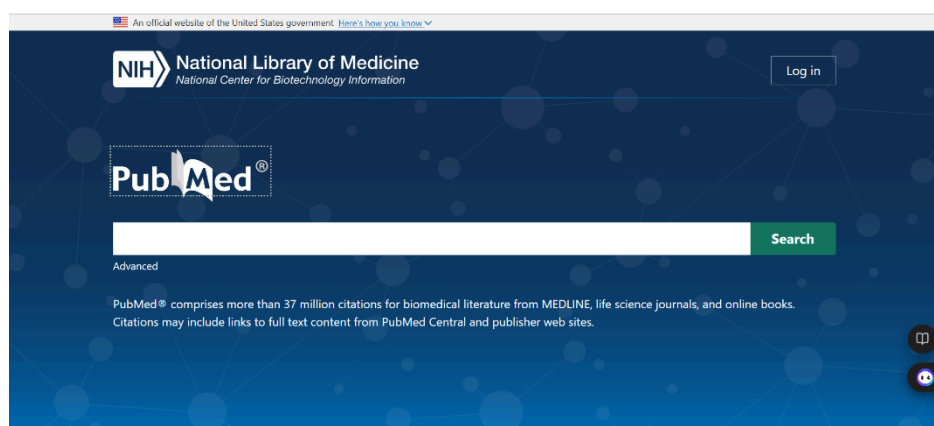 An official website of the United States government Here's how you know
NIH National Library of Medicine
National Center for Biotechnology Information
Log in
PubMed®
Search
Advanced
PubMed® comprises more than 37 million citations for biomedical literature from MEDLINE, life science journals, and online books.
Citations may include links to full text content from PubMed Central and publisher web sites.